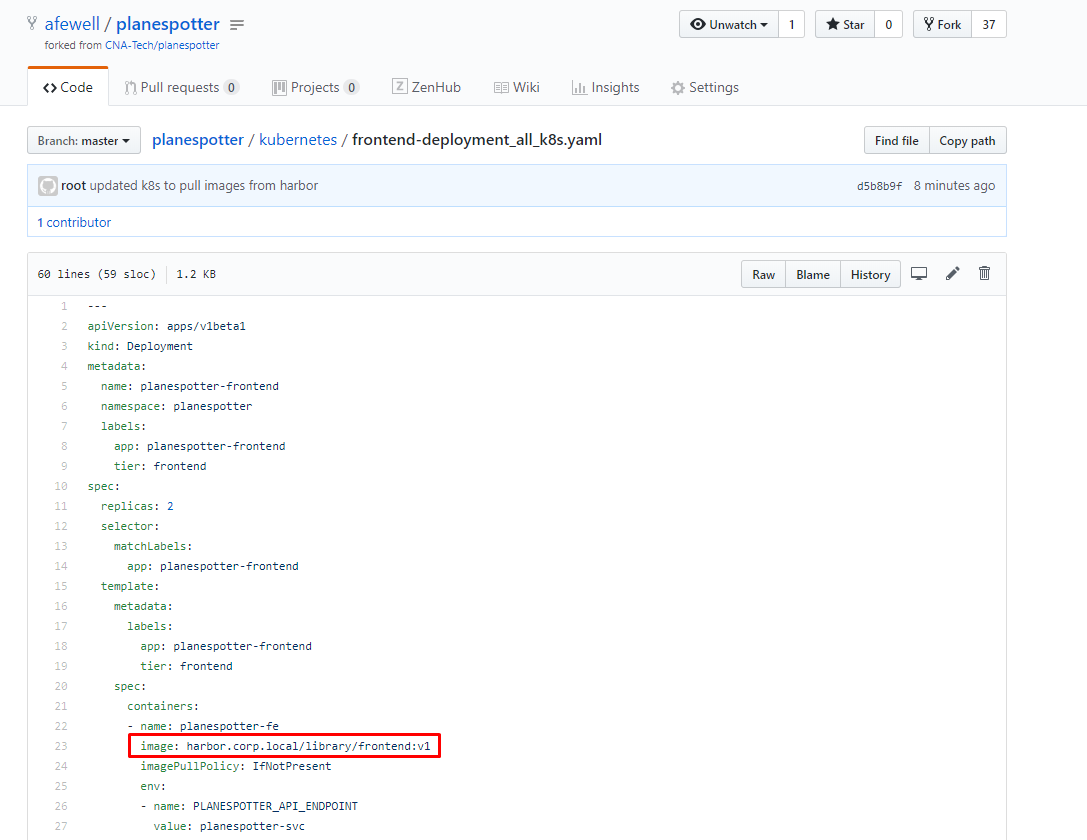 afewell / planespotter
Unwatch 1 Star 0 Fork 37
forked from CNA-Tech/planespotter
Code Pull requests 0 Projects 0 ZenHub Wiki Insights Settings
Branch: master planespotter / kubernetes / frontend-deployment_all_k8s.yaml Find file Copy path
root updated k8s to pull images from harbor d5b8b9f 8 minutes ago
1 contributor
60 lines (59 sloc) 1.2 KB Raw Blame History
1 ---
2 apiVersion: apps/v1beta1
3 kind: Deployment
4 metadata:
5 name: planespotter-frontend
6 namespace: planespotter
7 labels:
8 app: planespotter-frontend
9 tier: frontend
10 spec:
11 replicas: 2
12 selector:
13 matchLabels:
14 app: planespotter-frontend
15 template:
16 metadata:
17 labels:
18 app: planespotter-frontend
19 tier: frontend
20 spec:
21 containers:
22 - name: planespotter-fe
23 image: harbor.corp.local/library/frontend:v1
24 imagePullPolicy: IfNotPresent
25 env:
26 - name: PLANESPOTTER_API_ENDPOINT
27 value: planespotter-svc